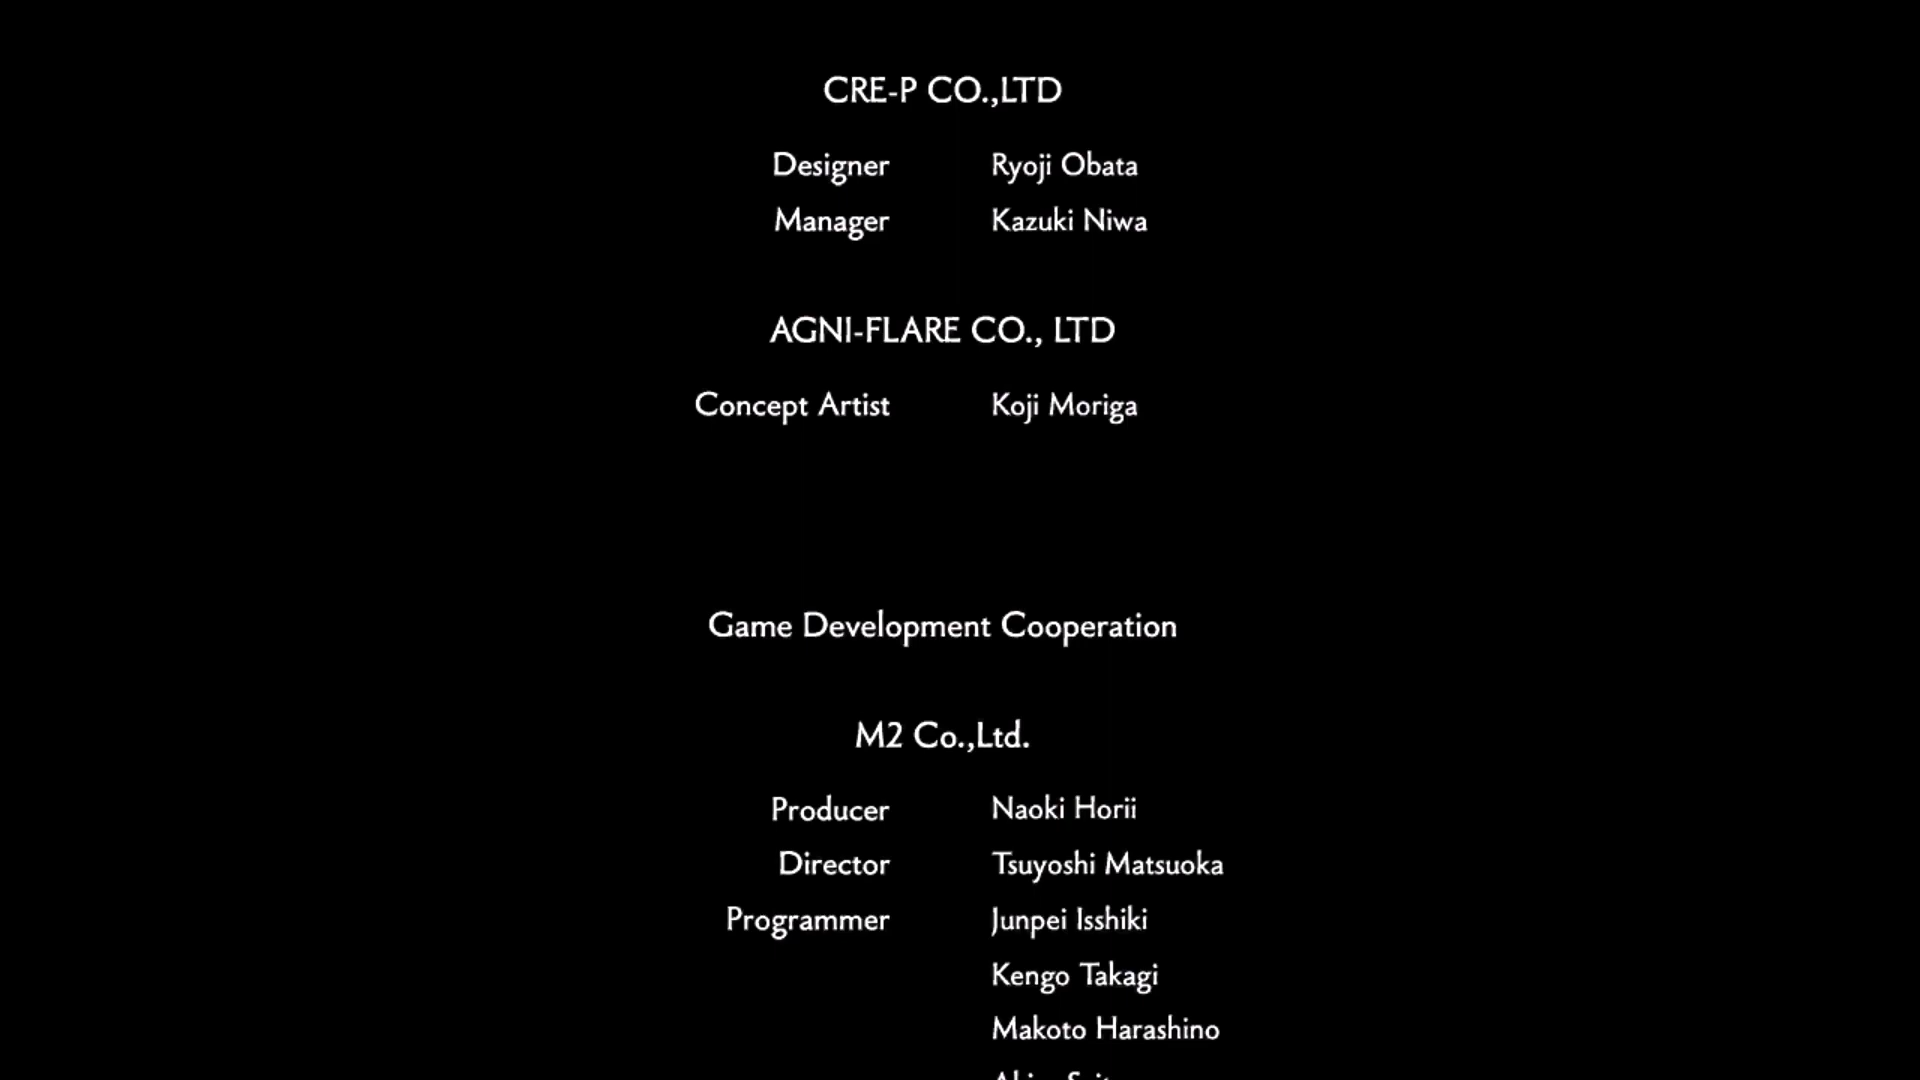 CRE-P CO.,LTD
Designer Ryoji Obata
Manager Kazuki Niwa
AGNI-FLARE CO., LTD
Concept Artist Koji Moriga
Game Development Cooperation
M2 Co.,Ltd.
Producer Naoki Horii
Director Tsuyoshi Matsuoka
Programmer Junpei Isshiki
Kengo Takagi
Makoto Harashino